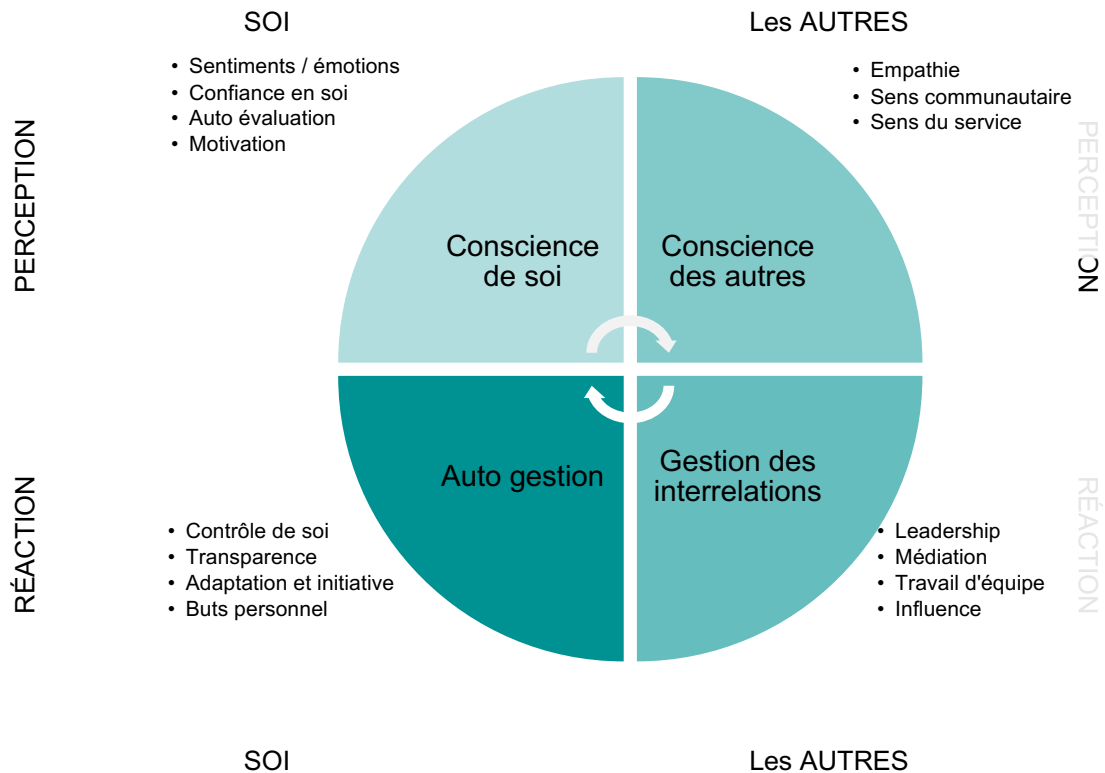 SOI
Les AUTRES
PERCEPTION
• Sentiments / émotions
• Confiance en soi
• Auto évaluation
• Motivation
• Empathie
• Sens communautaire
• Sens du service
PERCEPTION
Conscience
de soi
Conscience
des autres
Auto gestion
Gestion des
interrelations
RÉACTION
• Contrôle de soi
• Transparence
• Adaptation et initiative
• Buts personnel
• Leadership
• Médiation
• Travail d'équipe
• Influence
RÉACTION
SOI
Les AUTRES